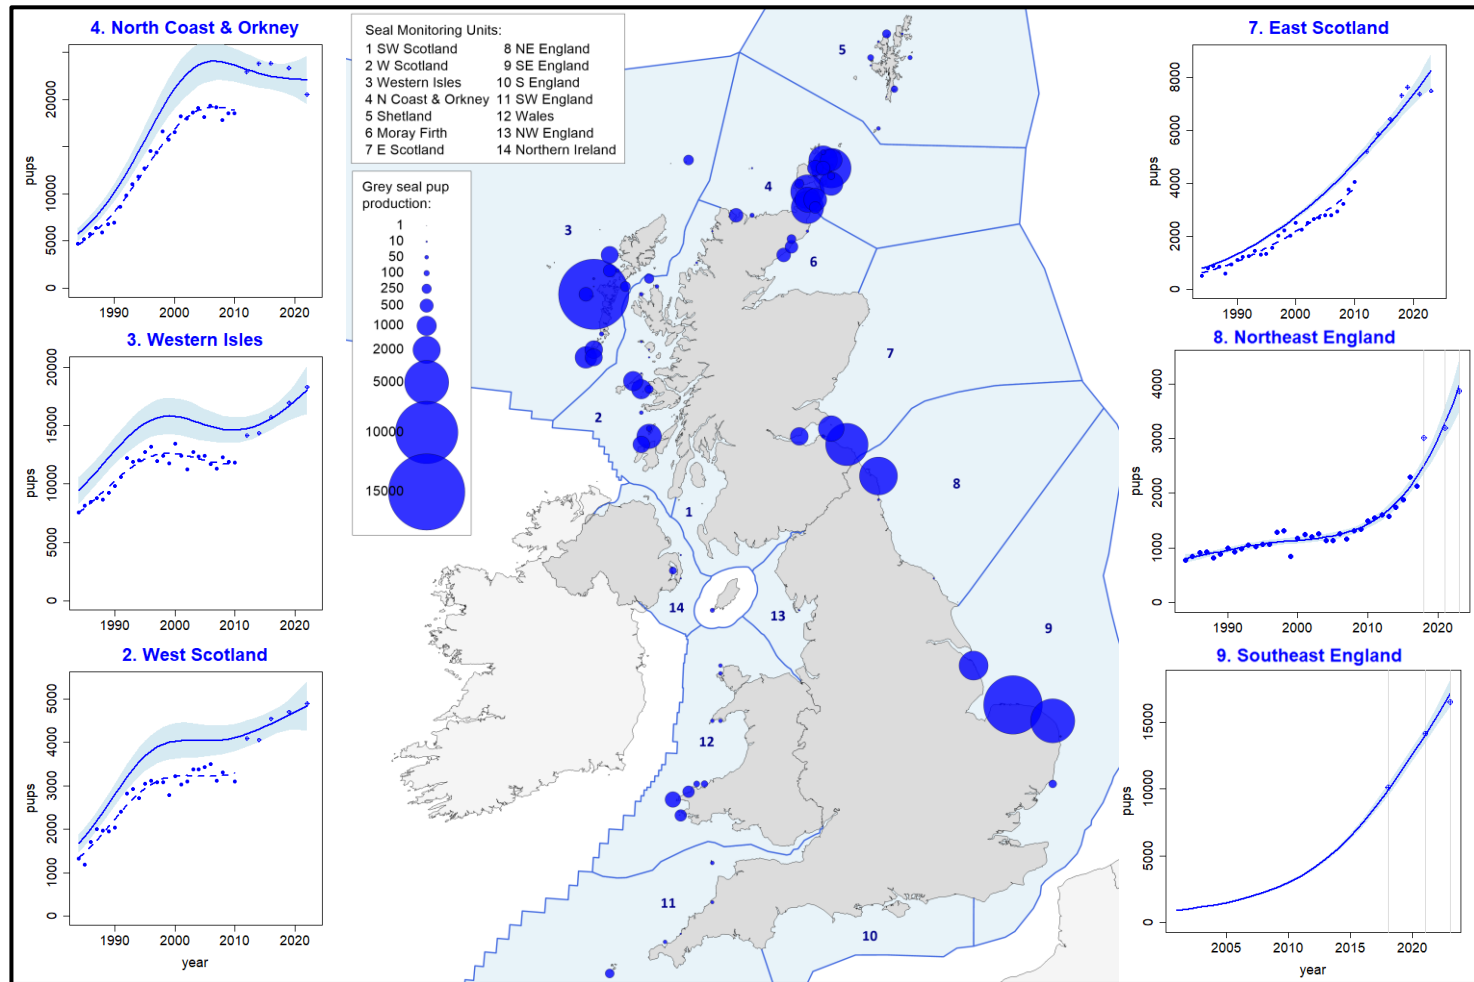 4. North Coast & Orkney
pups
20000
10000
5000
0
1990
2000
2010
2020
3. Western Isles
pups
20000
15000
10000
5000
0
1990
2000
2010
2020
2. West Scotland
pups
5000
4000
3000
2000
1000
0
1990
2000
2010
2020
year
Seal Monitoring Units:
1 SW Scotland
2 W Scotland
3 Western Isles
4 N Coast & Orkney
5 Shetland
6 Moray Firth
7 E Scotland
8 NE England
9 SE England
10 S England
11 SW England
12 Wales
13 NW England
14 Northern Ireland
Grey seal pup
production:
1
10
50
100
250
500
1000
2000
5000
10000
15000
5
4
3
6
7
2
8
1
14
13
9
12
11
10
7. East Scotland
pups
8000
6000
4000
2000
0
1990
2000
2010
2020
8. Northeast England
pups
4000
3000
2000
1000
0
1990
2000
2010
2020
9. Southeast England
pups
15000
10000
5000
0
2005
2010
2015
2020
year